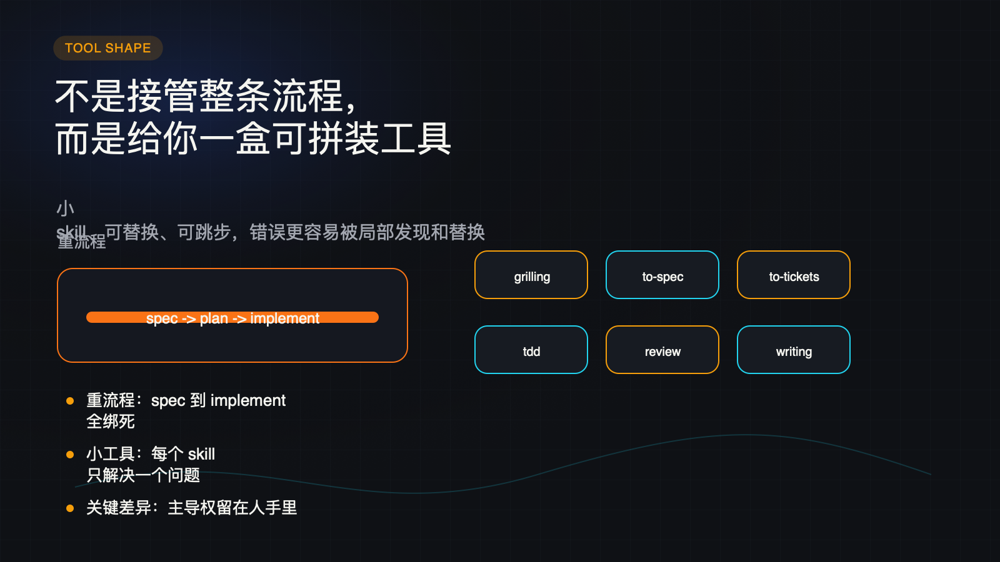 TOOL SHAPE
不是接管整条流程，
而是给你一盒可拼装工具
小
skill、可替换、可跳步，错误更容易被局部发现和替换
重流程
spec -> plan -> implement
grilling
to-spec
to-tickets
tdd
review
writing
重流程：spec 到 implement
全绑死
小工具：每个 skill
只解决一个问题
关键差异：主导权留在人手里